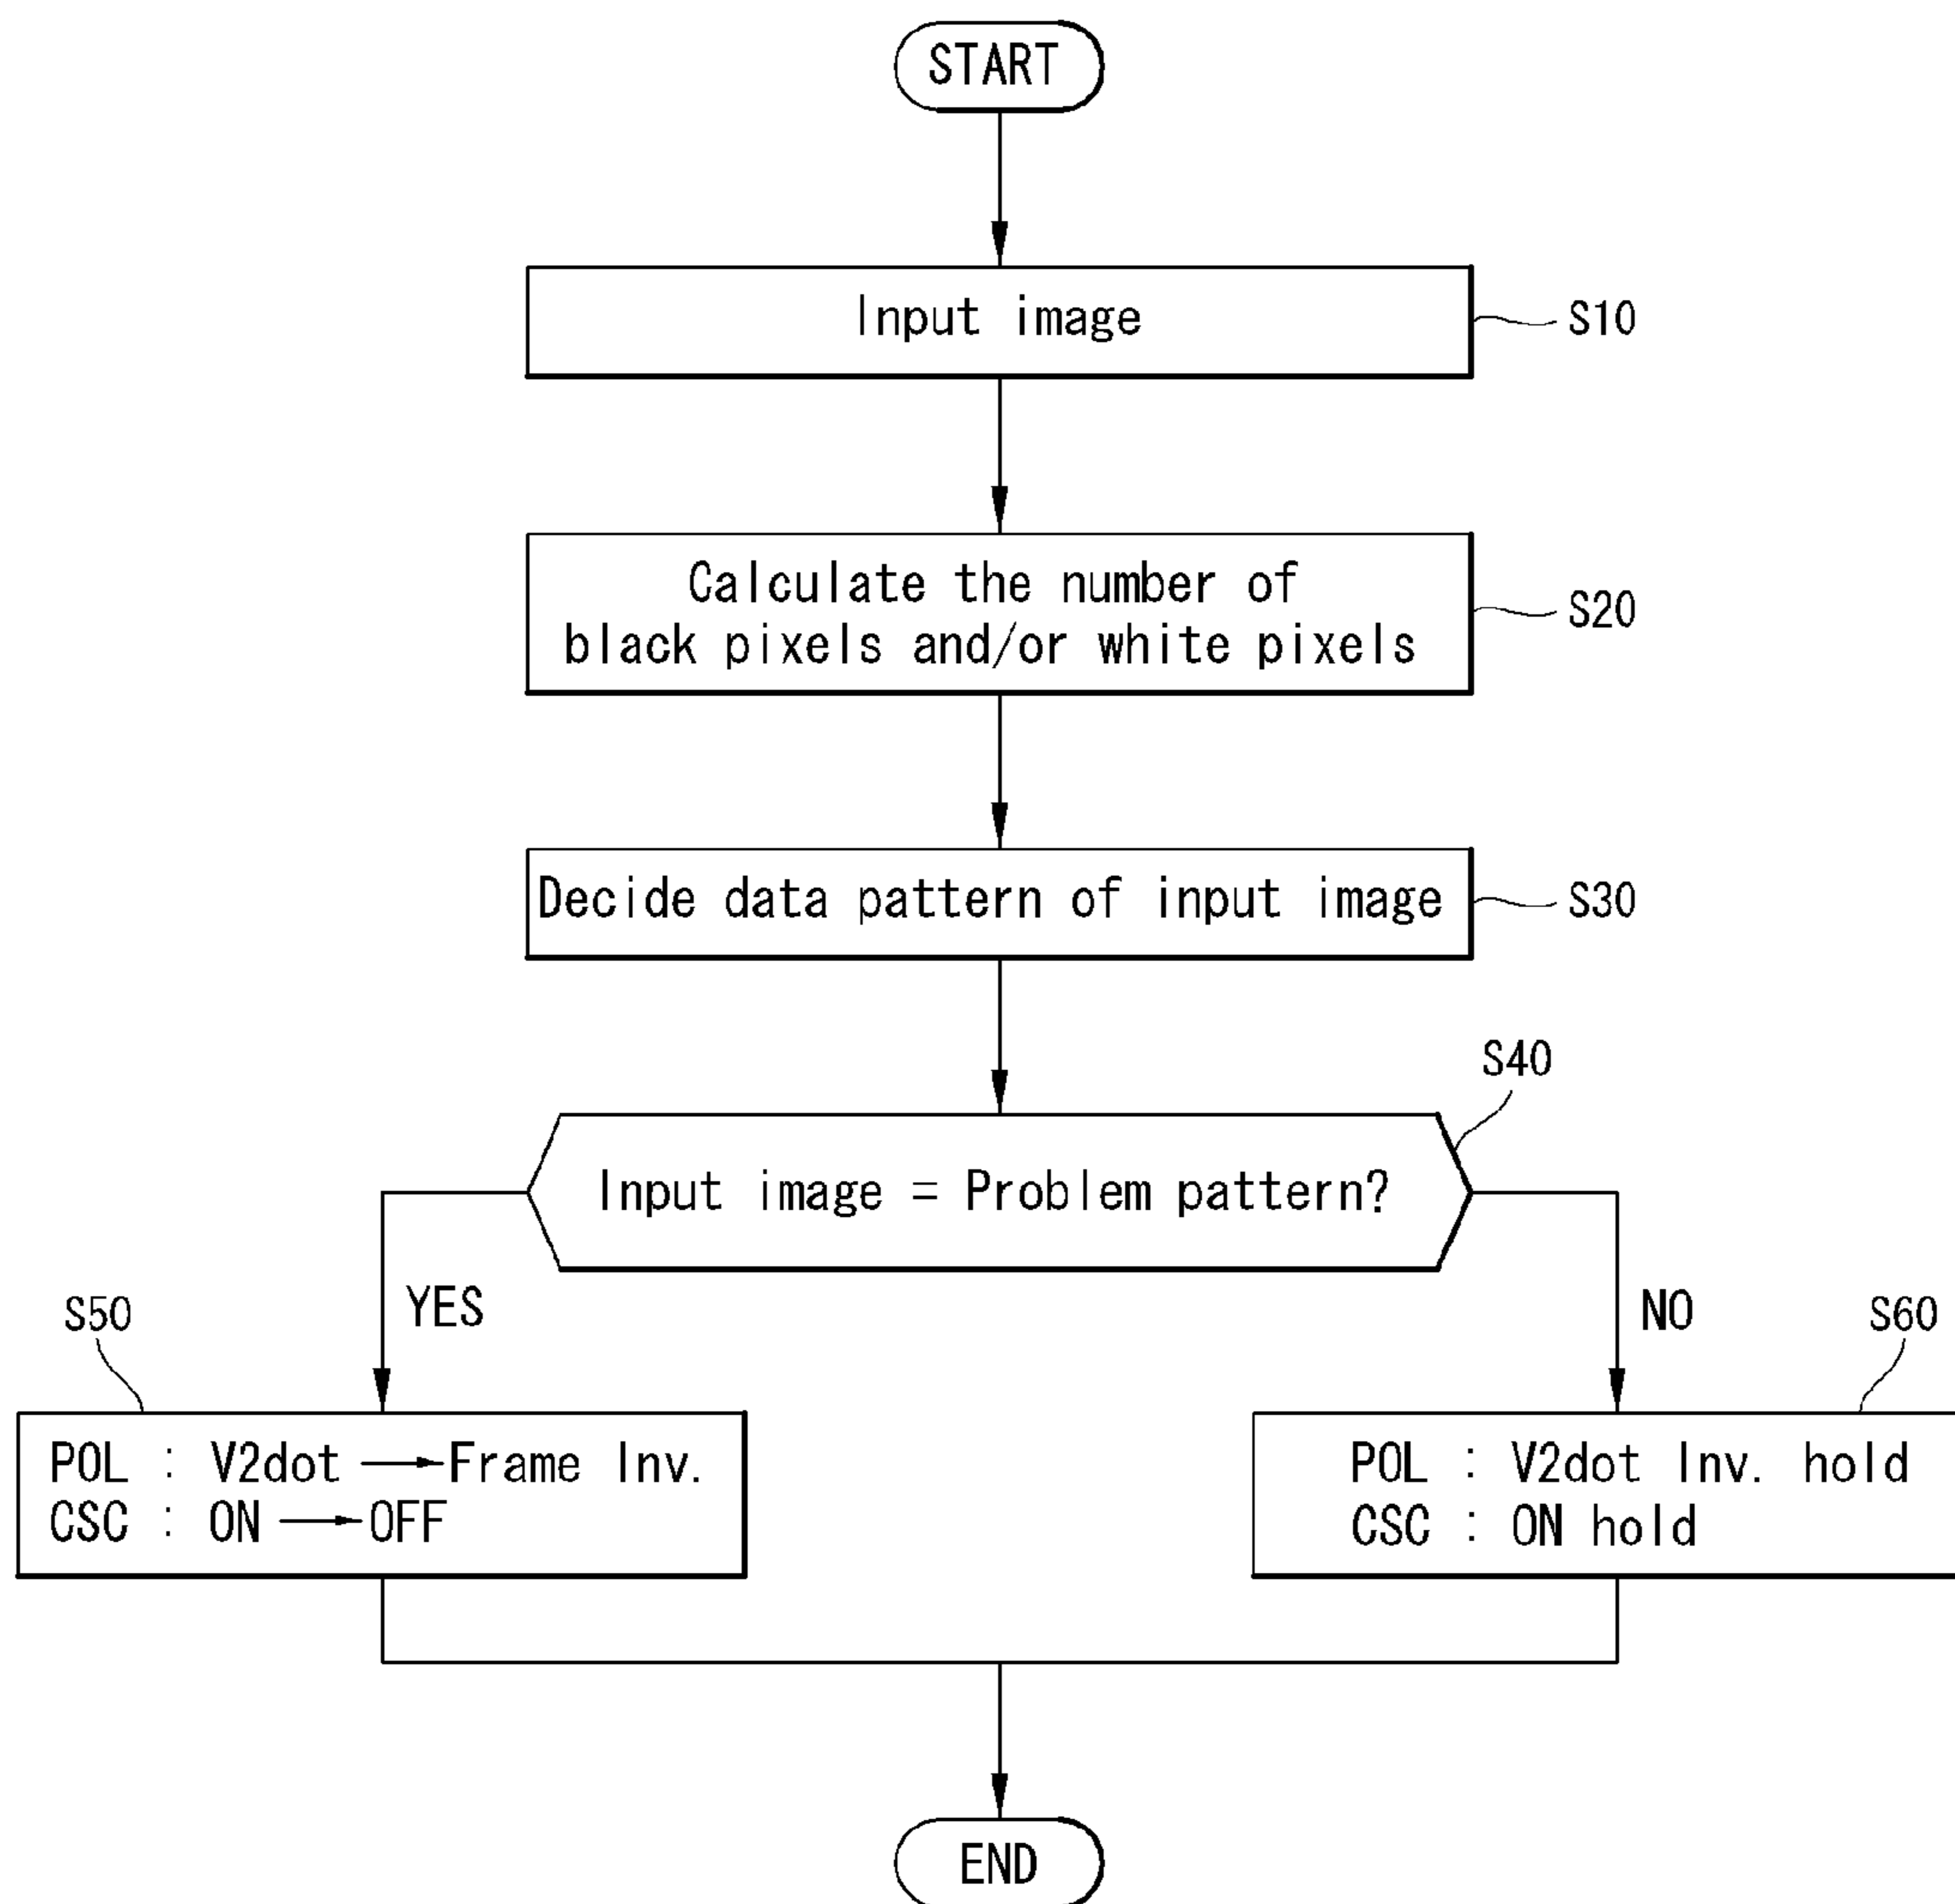 START
Input image
S10
Calculate the number of
black pixels and/or white pixels
S20
Decide data pattern of input image
S30
S40
Input image = Problem pattern?
YES
NO
S50
S60
POL : V2dot → Frame Inv.
CSC : ON → OFF
POL : V2dot Inv. hold
CSC : ON hold
END